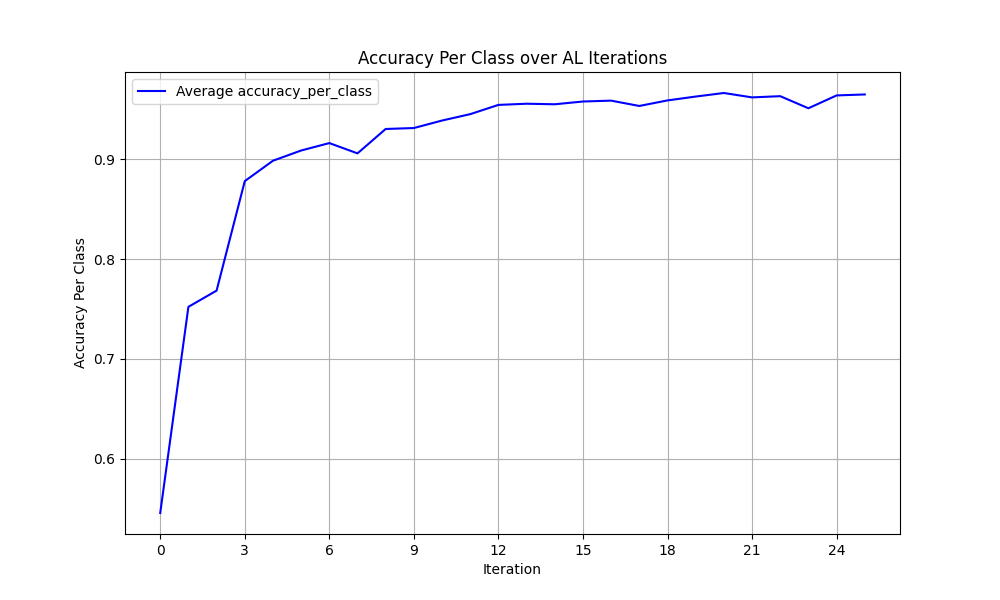 Accuracy Per Class over AL Iterations
Average accuracy_per_class
Accuracy Per Class
0.9
0.8
0.7
0.6
0 3 6 9 12 15 18 21 24
Iteration